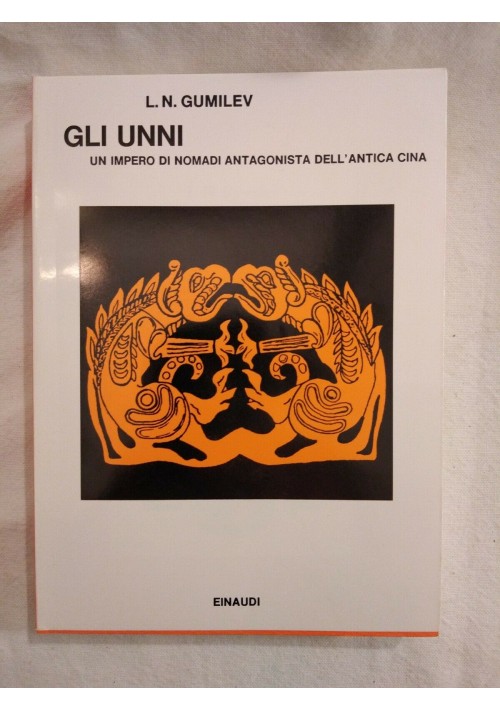 L. N. GUMILEV
GLI UNNI
UN IMPERO DI NOMADI ANTAGONISTA DELL'ANTICA CINA
EINAUDI